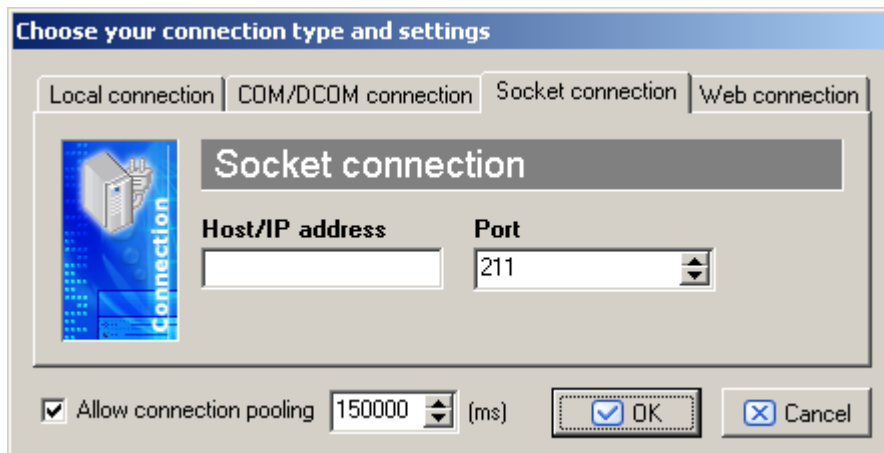 Choose your connection type and settings
Local connection COM/DCOM connection Socket connection Web connection
Socket connection
Connection
Host/IP address Port
211
Allow connection pooling 150000 (ms) OK Cancel